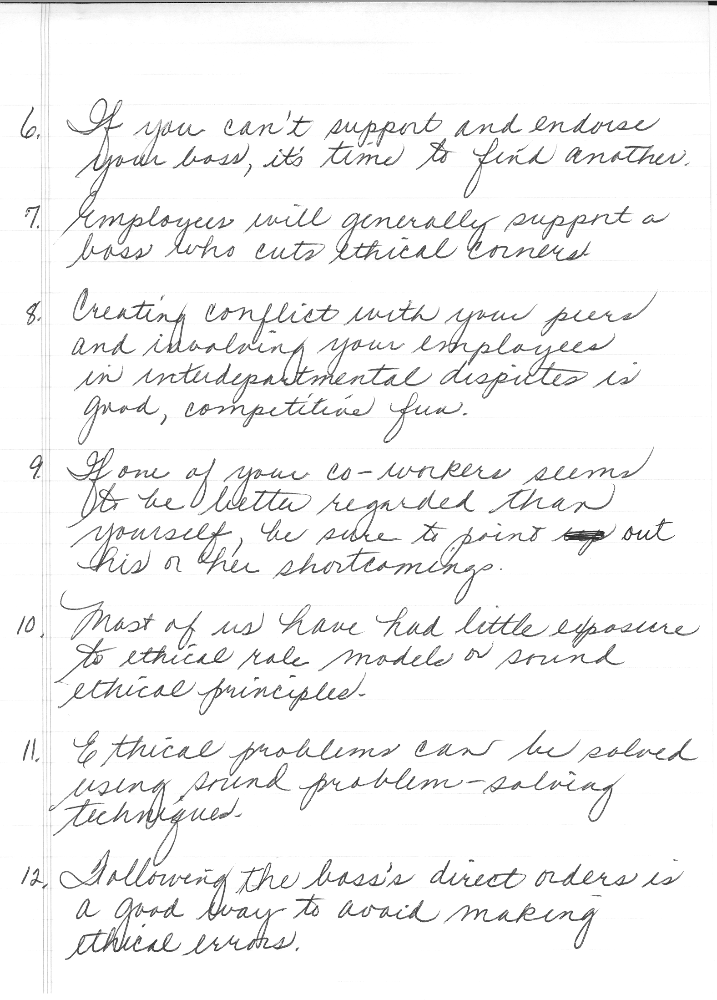 6. If you can't support and endorse
your boss, it's time to find another.
7. Employees will generally support a
boss who cuts ethical corners.
8. Creating conflict with your peers
and involving your employees
in interdepartmental disputes is
good, competitive fun.
9. If one of your co-workers seems
to be better regarded than
yourself, be sure to point out
his or her shortcomings.
10. Most of us have had little exposure
to ethical role models or sound
ethical principles.
11. Ethical problems can be solved
using sound problem-solving
techniques.
12. Following the boss's direct orders is
a good way to avoid making
ethical errors.